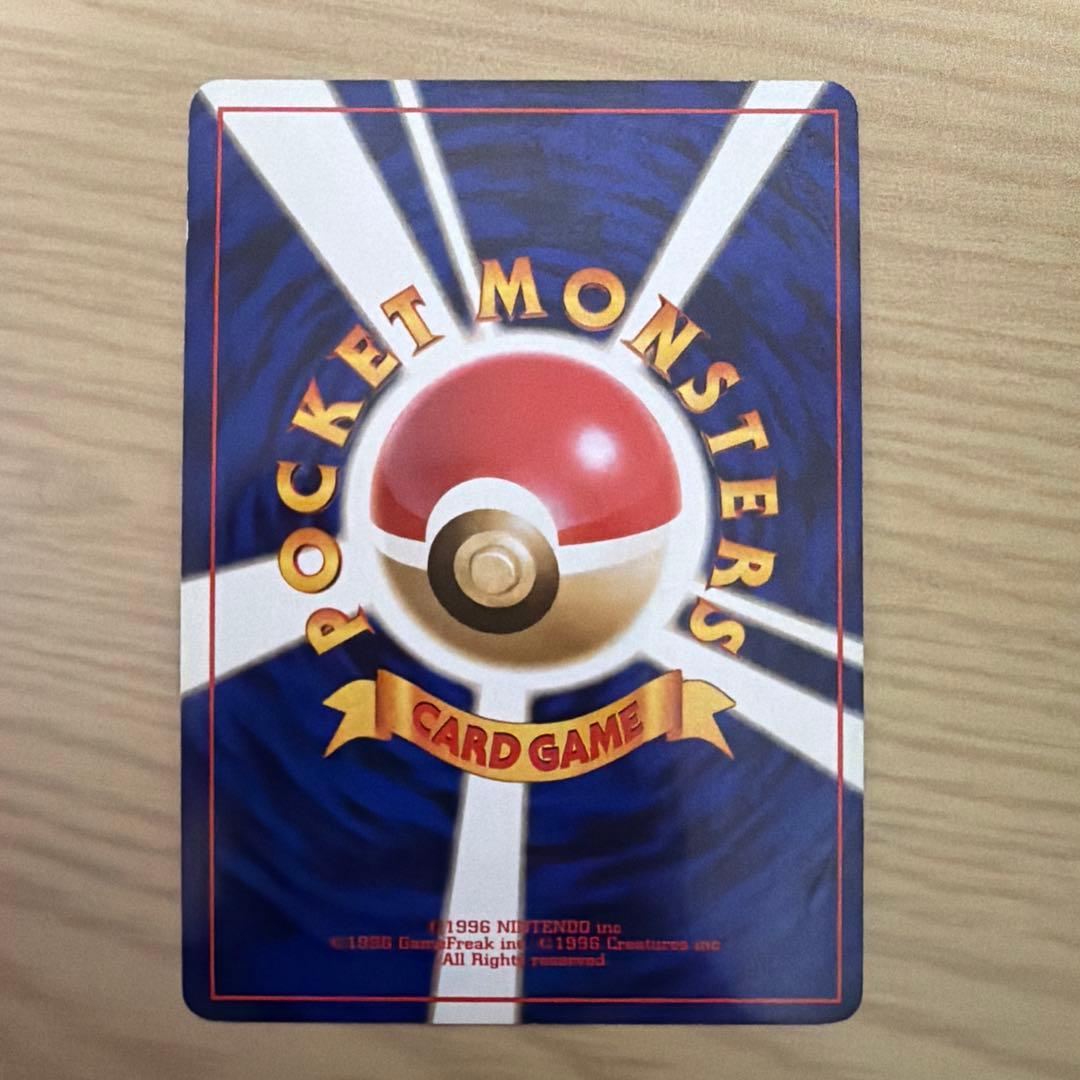 POCKET MONSTERS
CARD GAME
©1996 NINTENDO inc
©1996 GameFreak inc ©1996 Creatures inc
All Rights reserved